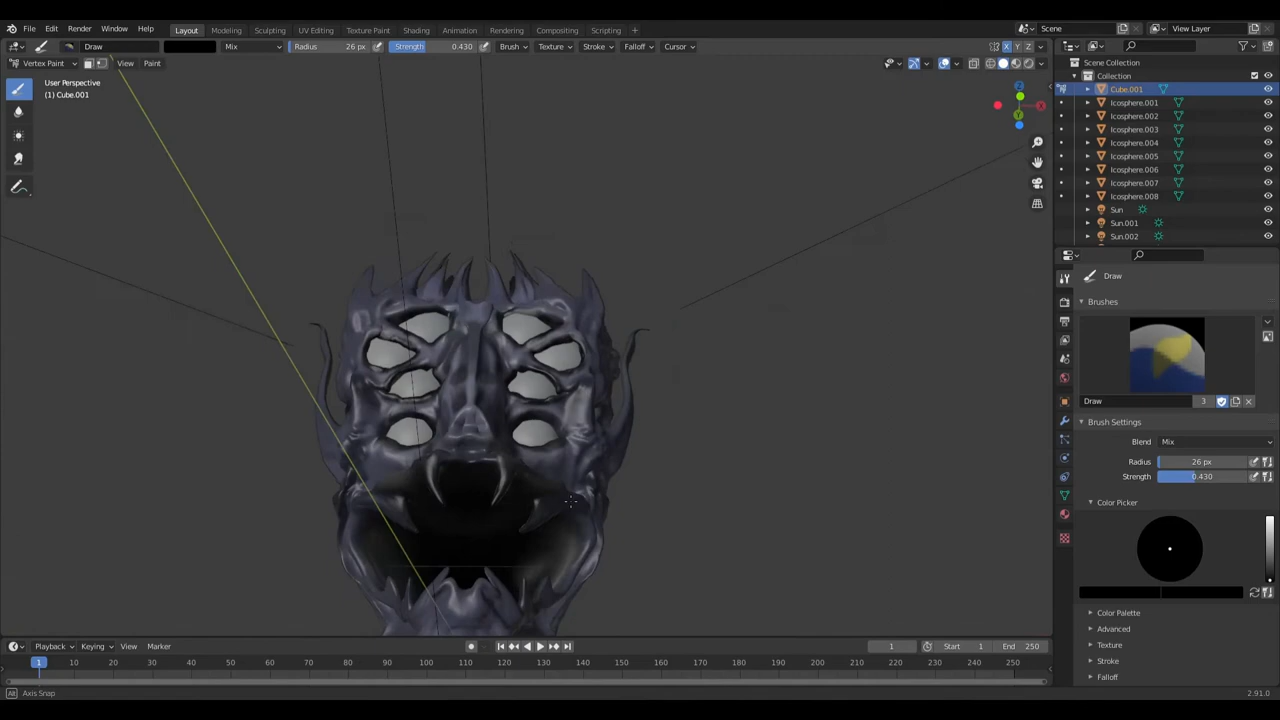 File Edit Render Window Help Layout Modeling Sculpting UV Editing Texture Paint Shading Animation Rendering Compositing Scripting Scene View Layer
Draw Mix Radius 26 px Strength 0.430 Brush Texture Stroke Falloff Cursor X Y Z
Vertex Paint View Paint
Scene Collection
Collection
User Perspective
(1) Cube.001
Cube.001
Icosphere.001
Icosphere.002
Icosphere.003
Icosphere.004
Icosphere.005
Icosphere.006
Icosphere.007
Icosphere.008
Sun
Sun.001
Sun.002
Draw
Brushes
Draw 3
Brush Settings
Blend Mix
Radius 26 px
Strength 0.430
Color Picker
Color Palette
Advanced
Texture
Stroke
Falloff
Playback Keying View Marker 1 Start 1 End 250
1 10 20 30 40 50 60 70 80 90 100 110 120 130 140 150 160 170 180 190 200 210 220 230 240 250
Alt Axis Snap 2.91.0